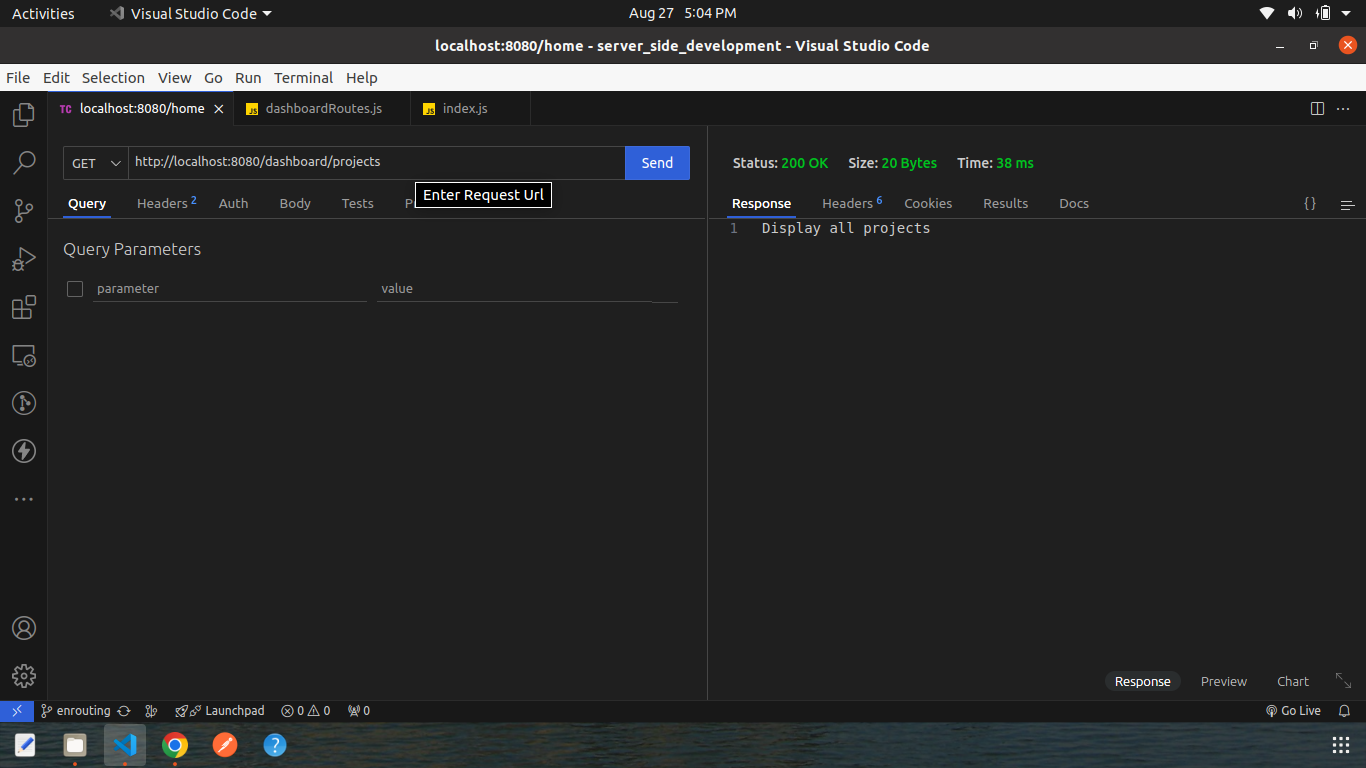 Activities Visual Studio Code Aug 27 5:04 PM
localhost:8080/home - server_side_development - Visual Studio Code
File Edit Selection View Go Run Terminal Help
TC localhost:8080/home JS dashboardRoutes.js JS index.js
GET http://localhost:8080/dashboard/projects Send
Status: 200 OK Size: 20 Bytes Time: 38 ms
Enter Request Url
Query Headers 2 Auth Body Tests
Response Headers 6 Cookies Results Docs {}
1 Display all projects
Query Parameters
parameter value
Response Preview Chart
enrouting Launchpad 0 0 0 Go Live